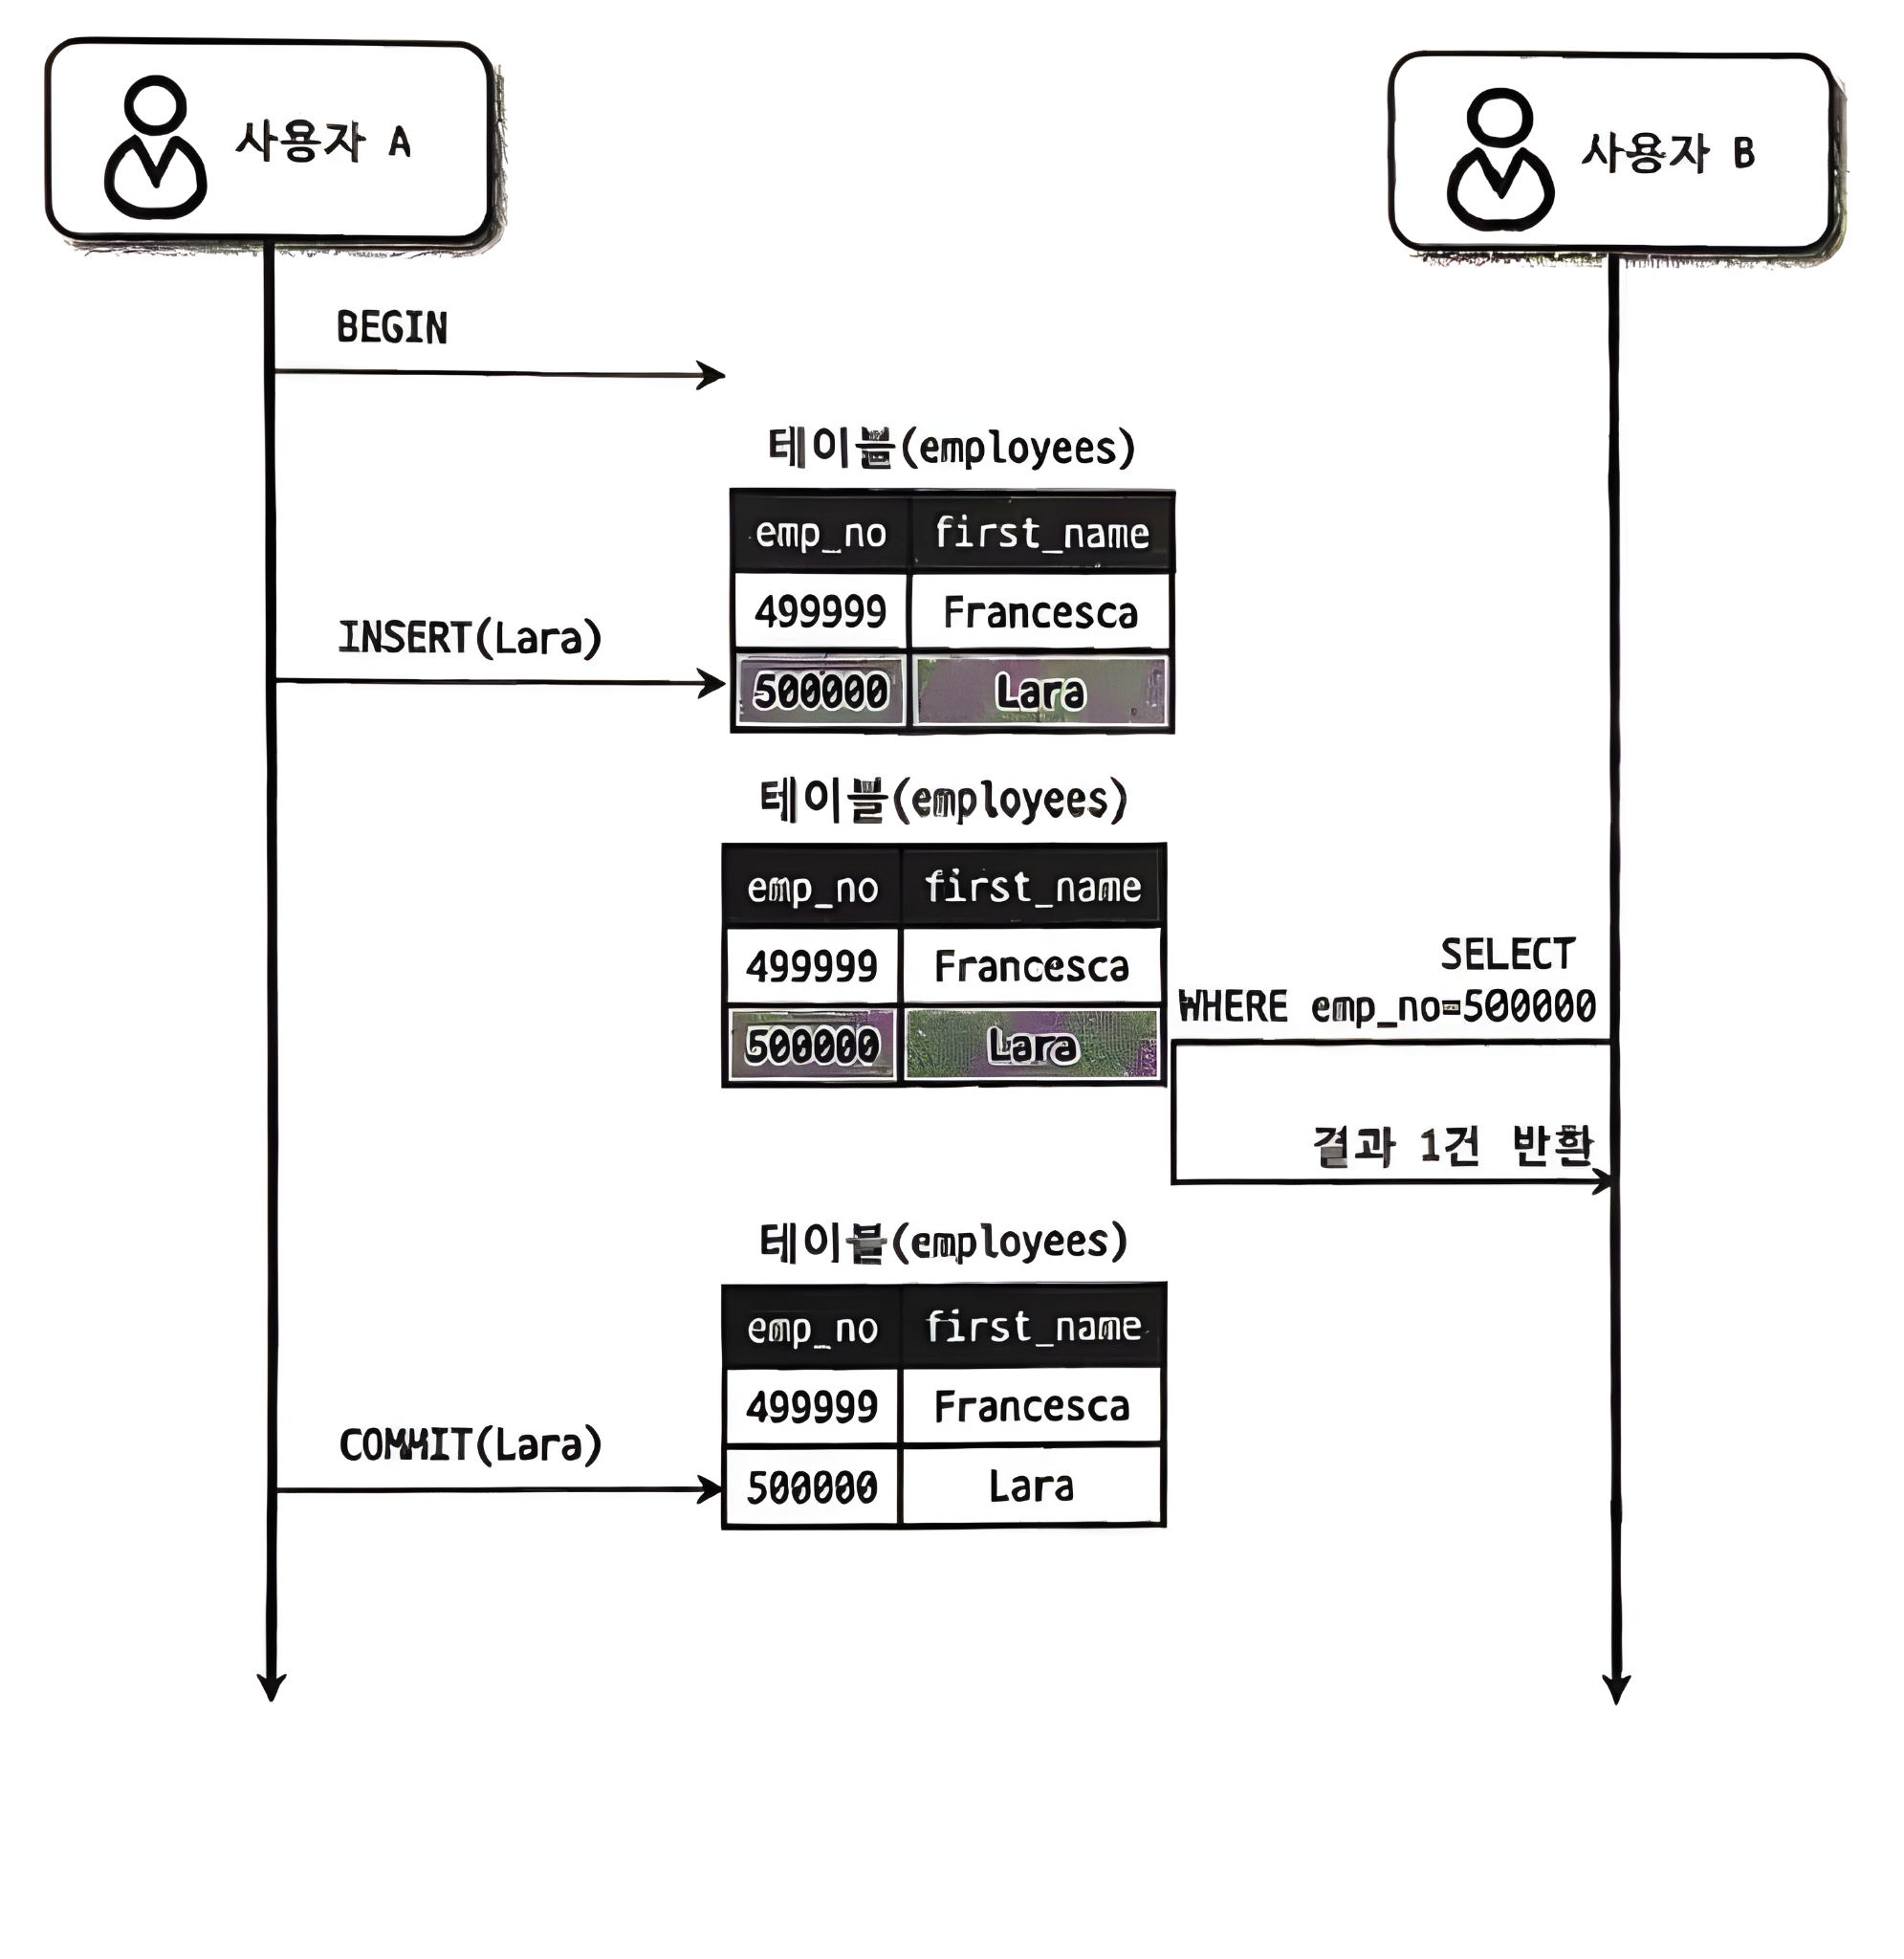 사용자 A
사용자 B
BEGIN
테이블(employees)
emp_no first_name
499999 Francesca
INSERT(Lara)
500000 Lara
테이블(employees)
emp_no first_name
499999 Francesca
500000 Lara
SELECT
WHERE emp_no=500000
결과 1건 반환
테이블(employees)
emp_no first_name
499999 Francesca
COMMIT(Lara)
500000 Lara